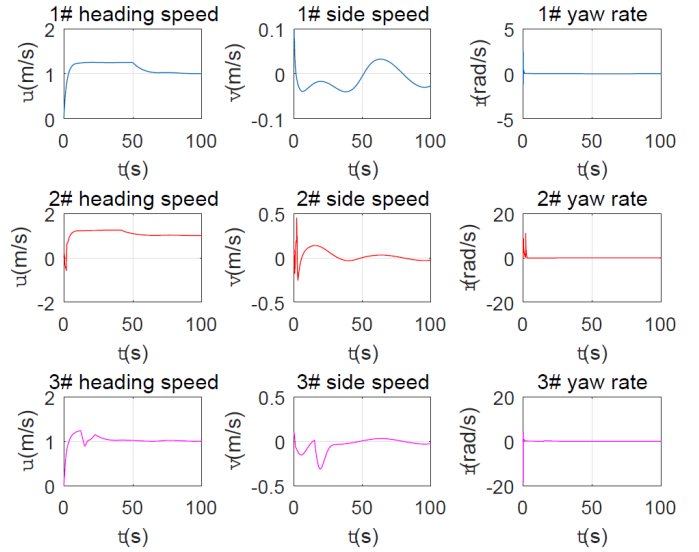 1# heading speed
2
1
0
u(m/s)
0 50 100
t(s)
1# side speed
0.1
0
-0.1
v(m/s)
0 50 100
t(s)
1# yaw rate
5
0
-5
r(rad/s)
0 50 100
t(s)
2# heading speed
2
0
-2
u(m/s)
0 50 100
t(s)
2# side speed
0.5
0
-0.5
v(m/s)
0 50 100
t(s)
2# yaw rate
20
0
-20
r(rad/s)
0 50 100
t(s)
3# heading speed
2
1
0
u(m/s)
0 50 100
t(s)
3# side speed
0.5
0
-0.5
v(m/s)
0 50 100
t(s)
3# yaw rate
20
0
-20
r(rad/s)
0 50 100
t(s)